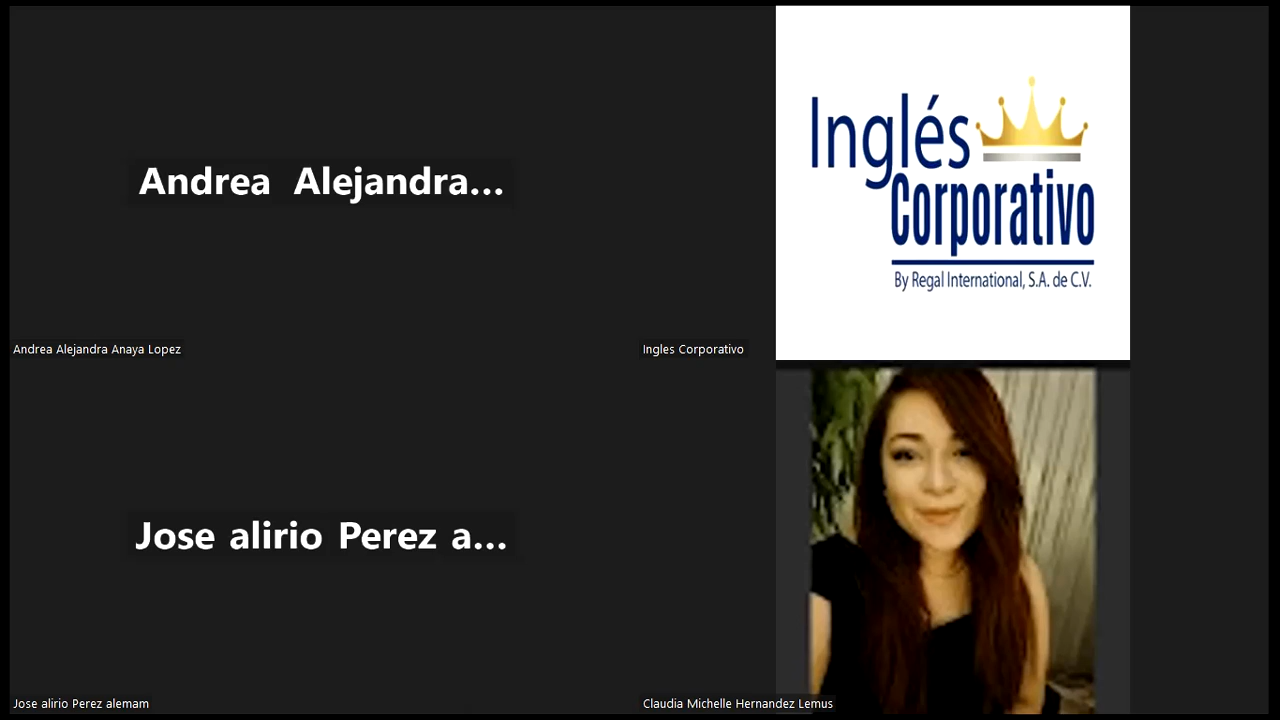 Andrea Alejandra...
Andrea Alejandra Anaya Lopez
Inglés
Corporativo
By Regal International, S.A. de C.V.
Ingles Corporativo
Jose alirio Perez a...
Jose alirio Perez alemam
Claudia Michelle Hernandez Lemus